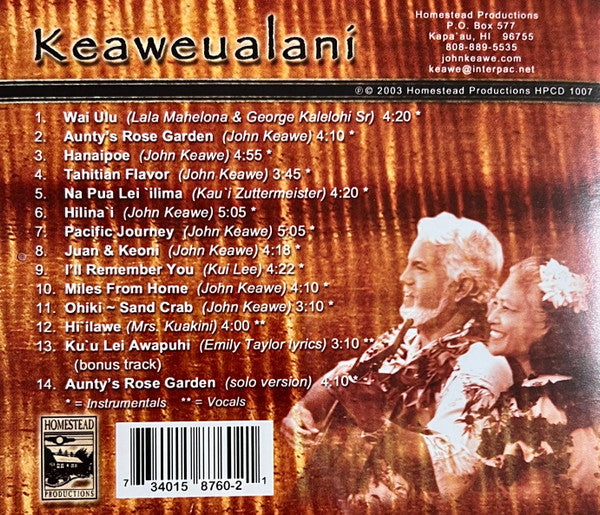 Keaweualani
Homestead Productions
P.O. Box 577
Kapa`au, HI 96755
808-889-5535
johnkeawe.com
keawe@interpac.net
℗© 2003 Homestead Productions HPCD 1007
1. Wai Ulu (Lala Mahelona & George Kalelohi Sr) 4:20 *
2. Aunty's Rose Garden (John Keawe) 4:10 *
3. Hanaipoe (John Keawe) 4:55 *
4. Tahitian Flavor (John Keawe) 3:45 *
5. Na Pua Lei `ilima (Kau`i Zuttermeister) 4:20 *
6. Hilina`i (John Keawe) 5:05 *
7. Pacific Journey (John Keawe) 5:05 *
8. Juan & Keoni (John Keawe) 4:18 *
9. I'll Remember You (Kui Lee) 4:22 *
10. Miles From Home (John Keawe) 4:10 *
11. Ohiki ~ Sand Crab (John Keawe) 3:10 *
12. Hi`ilawe (Mrs. Kuakini) 4:00 **
13. Ku`u Lei Awapuhi (Emily Taylor lyrics) 3:10 **
(bonus track)
14. Aunty's Rose Garden (solo version) 4:10 *
* = Instrumentals ** = Vocals
HOMESTEAD
PRODUCTIONS
7 34015 8760-2 1